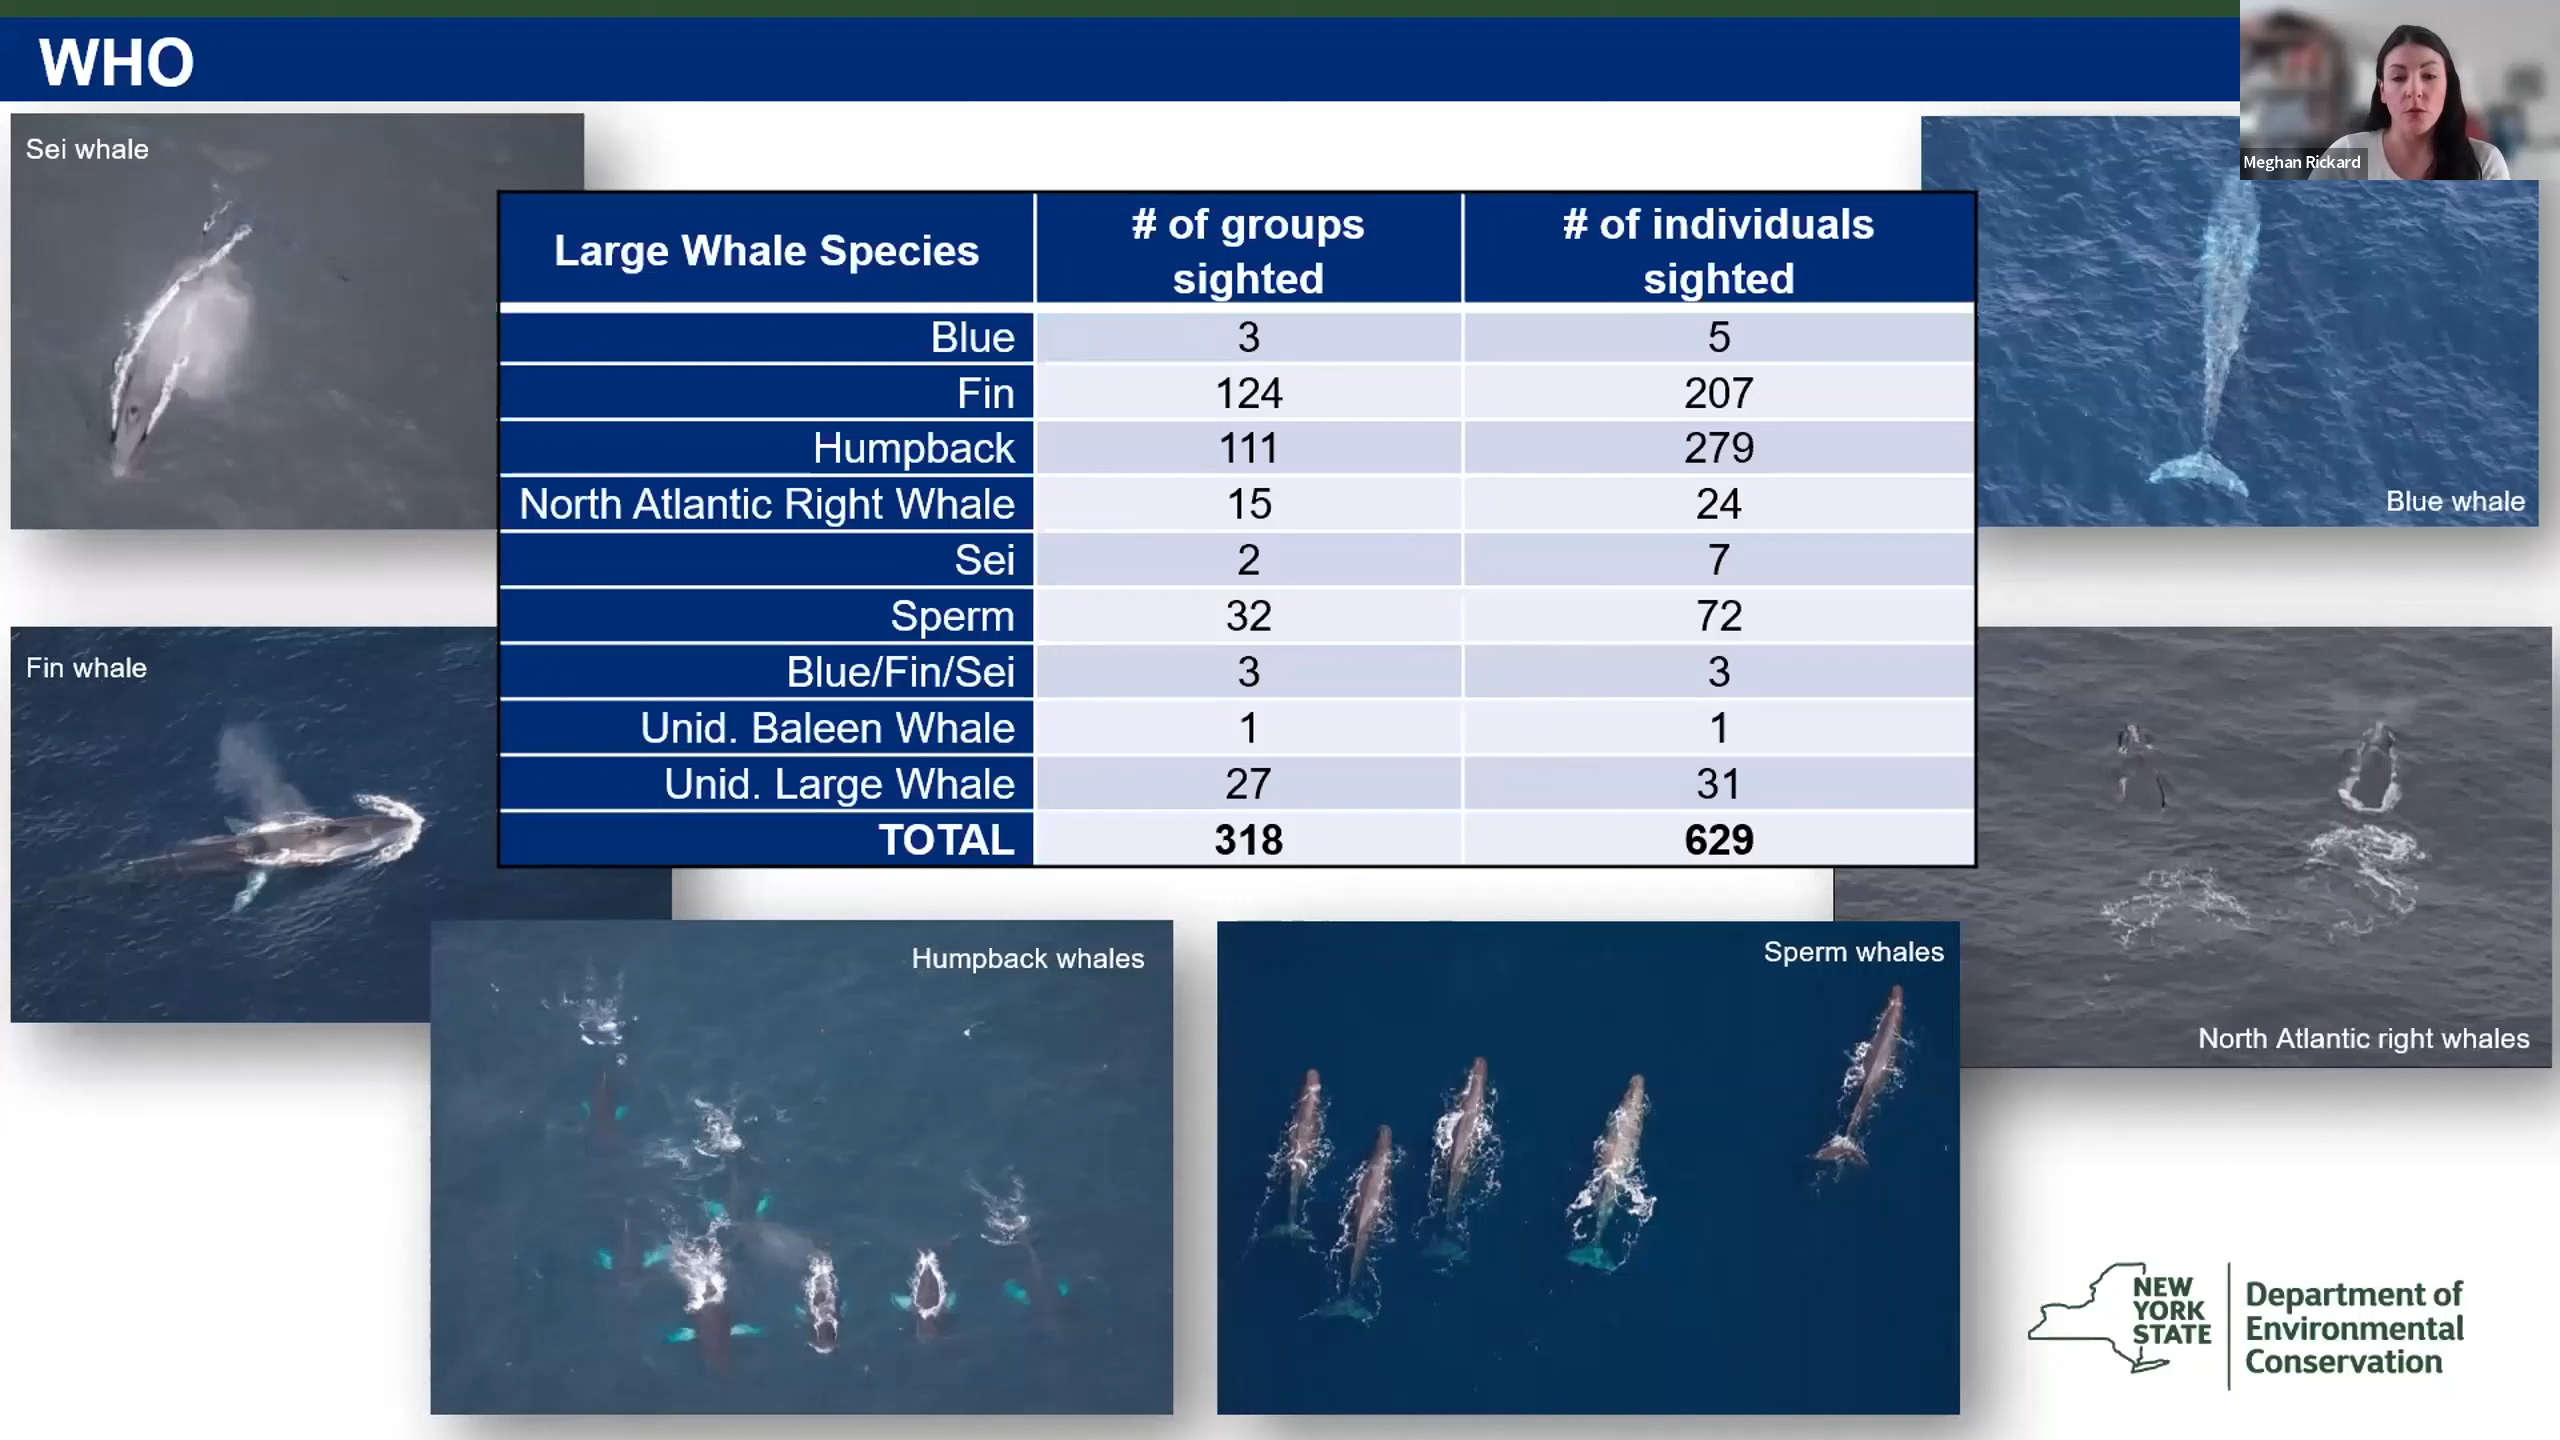 WHO
Meghan Rickard
Sei whale
Blue whale
Large Whale Species # of groups sighted # of individuals sighted
Blue 3 5
Fin 124 207
Humpback 111 279
North Atlantic Right Whale 15 24
Sei 2 7
Sperm 32 72
Blue/Fin/Sei 3 3
Unid. Baleen Whale 1 1
Unid. Large Whale 27 31
TOTAL 318 629
Fin whale
Humpback whales
Sperm whales
North Atlantic right whales
NEW
YORK
STATE
Department of
Environmental
Conservation